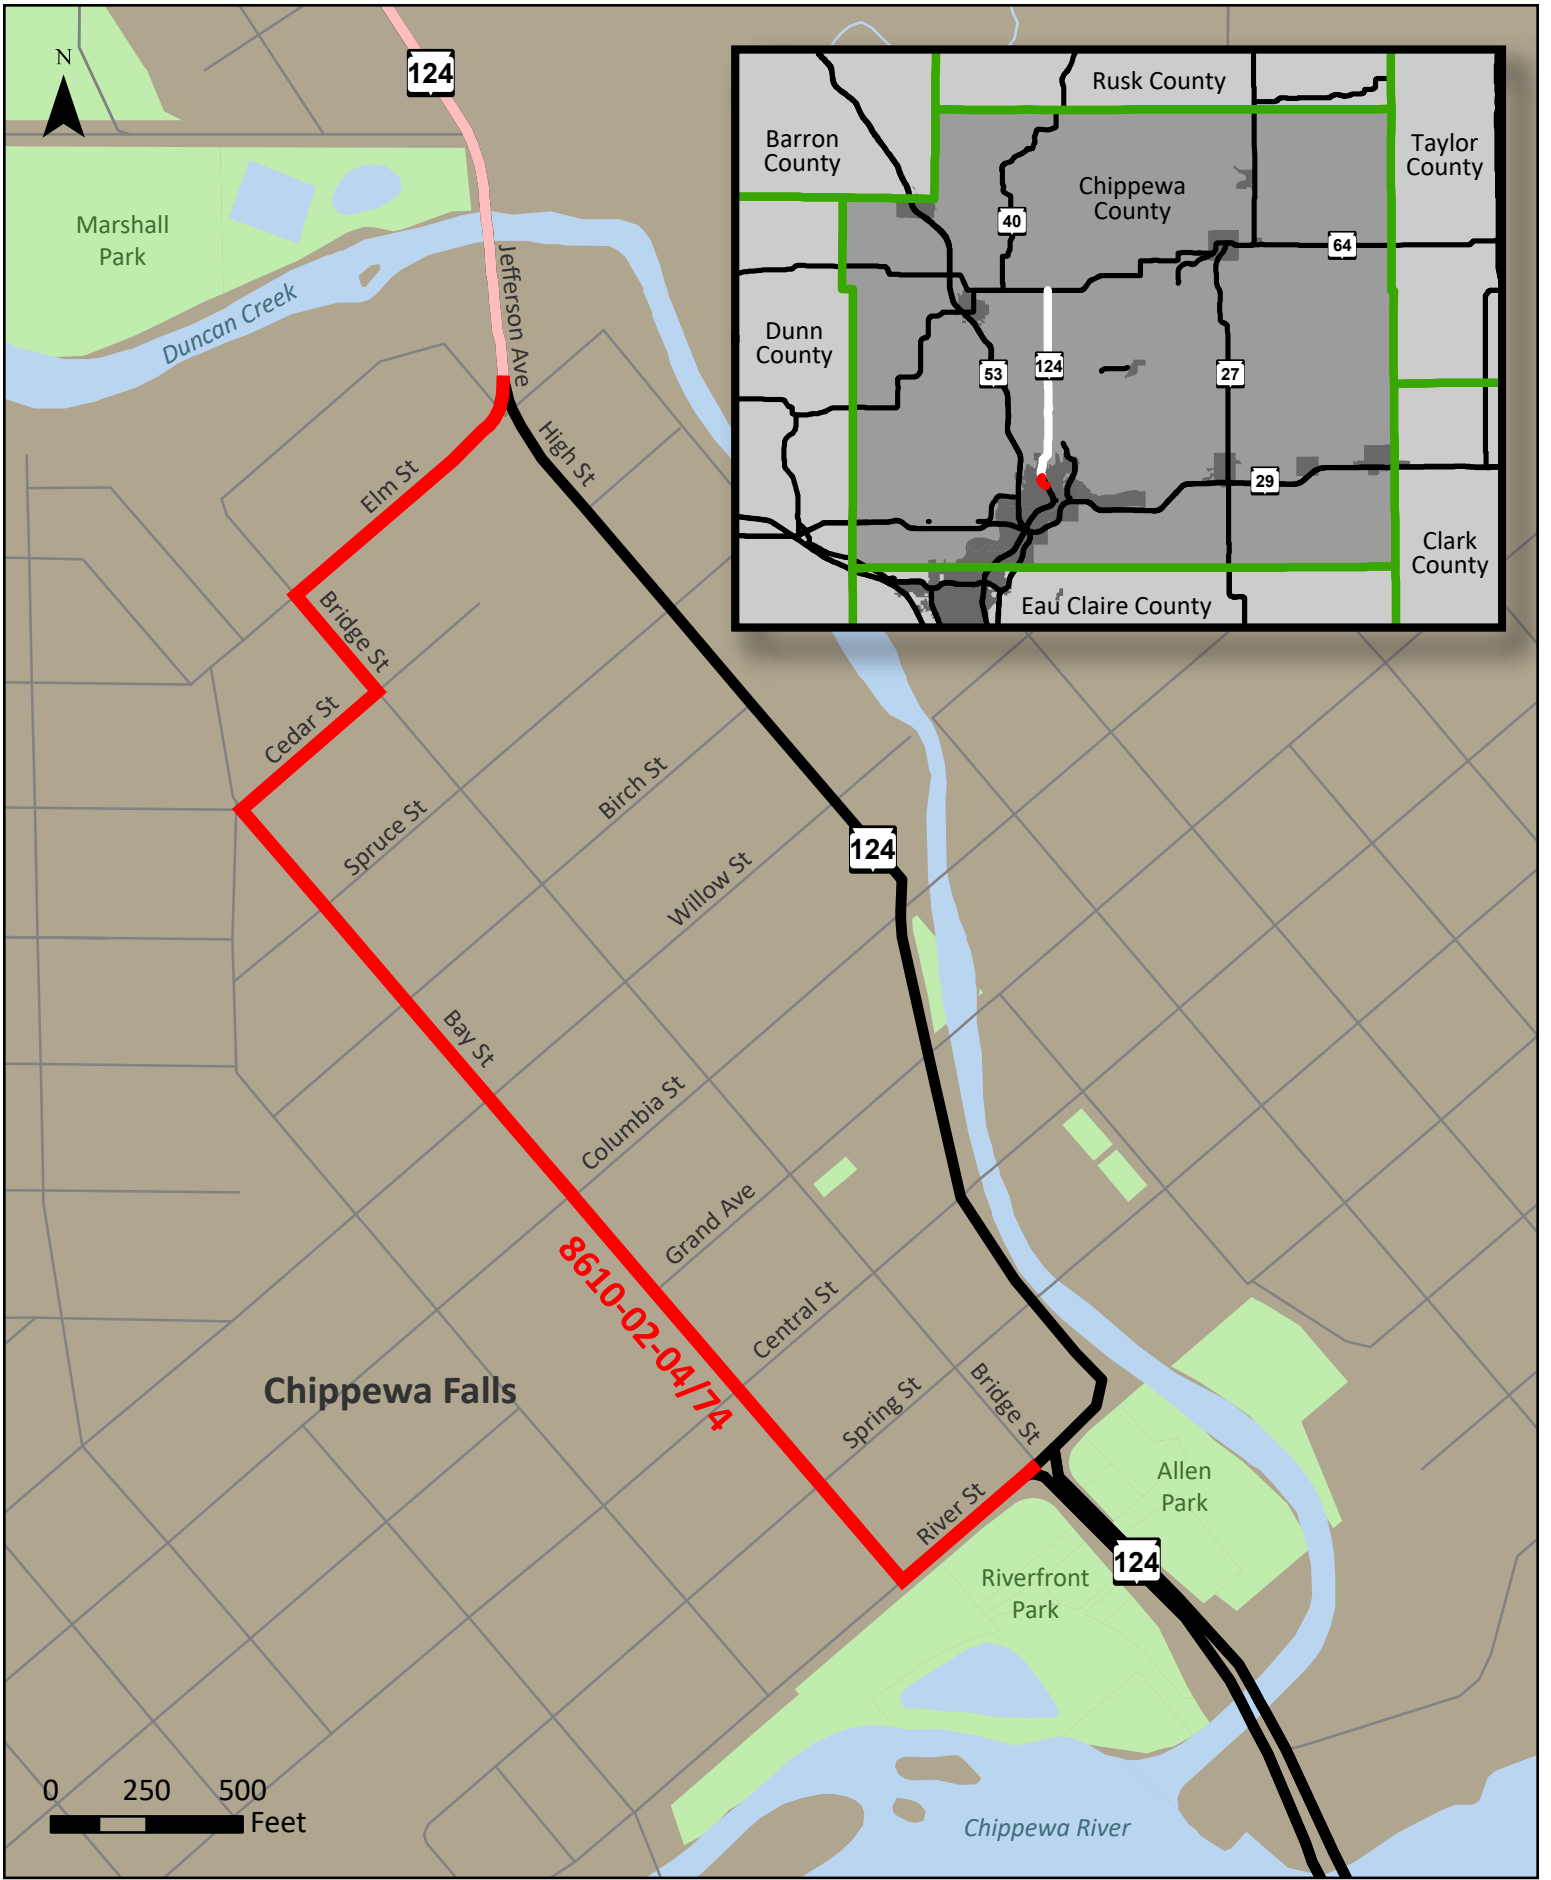 N
124
Marshall
Park
Duncan Creek
Jefferson Ave
High St
Elm St
Bridge St
Cedar St
Spruce St
Birch St
Willow St
124
Bay St
Columbia St
Grand Ave
Central St
Spring St
Bridge St
River St
8610-02-04/74
Chippewa Falls
Allen
Park
Riverfront
Park
124
Chippewa River
0 250 500
Feet
Rusk County
Barron
County
Taylor
County
Chippewa
County
40
64
Dunn
County
53
124
27
29
Clark
County
Eau Claire County